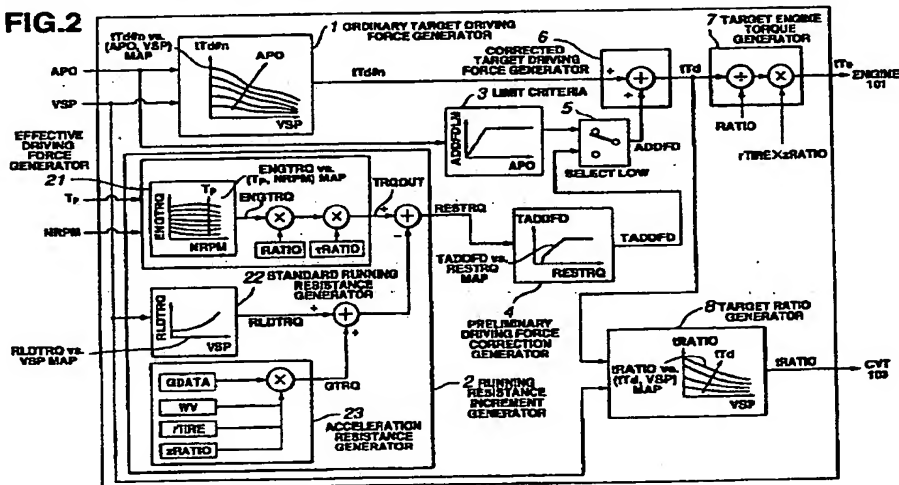 FIG.2
tTd#n vs.
(APO, VSP)
MAP
APO
VSP
1 ORDINARY TARGET DRIVING
FORCE GENERATOR
tTd#n
APO
VSP
CORRECTED
TARGET DRIVING
FORCE GENERATOR
6
+
+
tTd
7 TARGET ENGINE
TORQUE
GENERATOR
÷
×
RATIO
rTIRE×zRATIO
tTe
ENGINE
101
3 LIMIT CRITERIA
ADDFDLM
APO
5
SELECT LOW
ADDFD
EFFECTIVE
DRIVING
FORCE
GENERATOR
21
TP
NRPM
ENGTRQ vs.
(TP, NRPM) MAP
ENGTRQ
TP
NRPM
ENGTRQ
×
×
RATIO
zRATIO
TRQOUT
+
+
−
RESTRQ
TADDFD
RESTRQ
TADDFD vs.
RESTRQ
MAP
TADDFD
4
PRELIMINARY
DRIVING FORCE
CORRECTION
GENERATOR
22 STANDARD RUNNING
RESISTANCE
GENERATOR
RLDTRQ
VSP
RLDTRQ vs.
VSP MAP
RLDTRQ
+
+
+
GTRQ
GDATA
WV
rTIRE
zRATIO
×
23 ACCELERATION
RESISTANCE
GENERATOR
2 RUNNING
RESISTANCE
INCREMENT
GENERATOR
8 TARGET RATIO
GENERATOR
tRATIO
tRATIO vs.
(tTd, VSP)
MAP
tTd
VSP
tRATIO
CVT
103